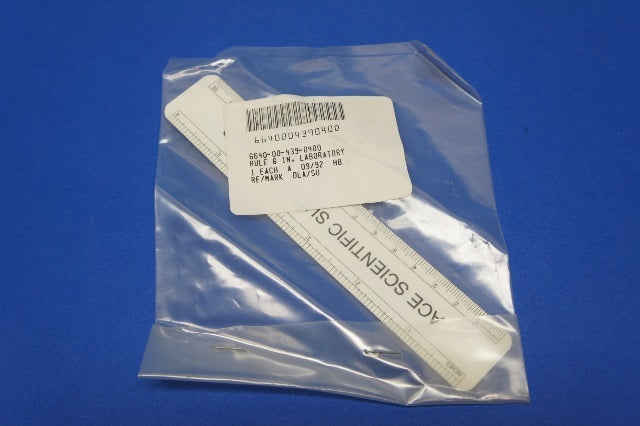 6640004390400
6640-00-439-0400
RULE 6 IN. LABORATORY
1 EACH A 09/92 HB
RE/MARK DLA/SU
ACE SCIENTIFIC SU